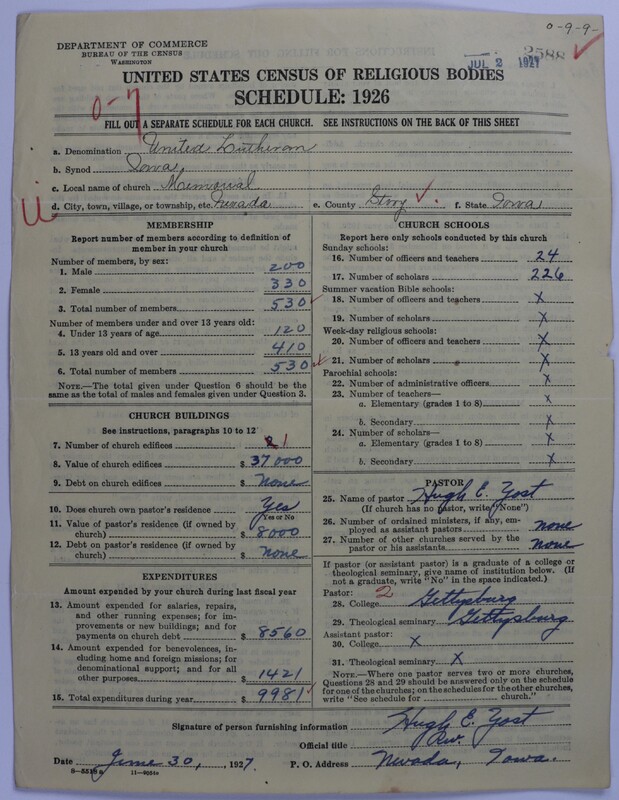 0-9-9-
DEPARTMENT OF COMMERCE
BUREAU OF THE CENSUS
WASHINGTON
JUL 2 1927
2588
UNITED STATES CENSUS OF RELIGIOUS BODIES
SCHEDULE: 1926
0-7
FILL OUT A SEPARATE SCHEDULE FOR EACH CHURCH. SEE INSTRUCTIONS ON THE BACK OF THIS SHEET
a. Denomination United Lutheran
b. Synod Iowa
c. Local name of church Memorial
d. City, town, village, or township, etc. Nevada e. County Story ✓. f. State Iowa
MEMBERSHIP
Report number of members according to definition of member in your church
Number of members, by sex:
1. Male 200
2. Female 330
3. Total number of members 530
Number of members under and over 13 years old:
4. Under 13 years of age 120
5. 13 years old and over 410
6. Total number of members 530
NOTE.—The total given under Question 6 should be the same as the total of males and females given under Question 3.
CHURCH BUILDINGS
See instructions, paragraphs 10 to 12
7. Number of church edifices 1
8. Value of church edifices $37000
9. Debt on church edifices $None
10. Does church own pastor's residence Yes
Yes or No
11. Value of pastor's residence (if owned by church) $8000
12. Debt on pastor's residence (if owned by church) $None
EXPENDITURES
Amount expended by your church during last fiscal year
13. Amount expended for salaries, repairs, and other running expenses; for improvements or new buildings; and for payments on church debt $8560
14. Amount expended for benevolences, including home and foreign missions; for denominational support; and for all other purposes $1421
15. Total expenditures during year $9981
CHURCH SCHOOLS
Report here only schools conducted by this church
Sunday schools:
16. Number of officers and teachers 24
17. Number of scholars 226
Summer vacation Bible schools:
18. Number of officers and teachers X
19. Number of scholars X
Week-day religious schools:
20. Number of officers and teachers X
21. Number of scholars X
Parochial schools:
22. Number of administrative officers X
23. Number of teachers—
a. Elementary (grades 1 to 8) X
b. Secondary X
24. Number of scholars—
a. Elementary (grades 1 to 8) X
b. Secondary X
PASTOR
25. Name of pastor Hugh E. Yost
(If church has no pastor, write "None")
26. Number of ordained ministers, if any, employed as assistant pastors none
27. Number of other churches served by the pastor or his assistants none
If pastor (or assistant pastor) is a graduate of a college or theological seminary, give name of institution below. (If not a graduate, write "No" in the space indicated.)
Pastor: 2
28. College Gettysburg
29. Theological seminary Gettysburg
Assistant pastor:
30. College X
31. Theological seminary X
NOTE.—Where one pastor serves two or more churches, Questions 28 and 29 should be answered only on the schedule for one of the churches; on the schedules for the other churches, write "See schedule for church."
Signature of person furnishing information Hugh E. Yost
Official title Rev.
Date June 30, 1927 P. O. Address Nevada, Iowa.
11—9084a